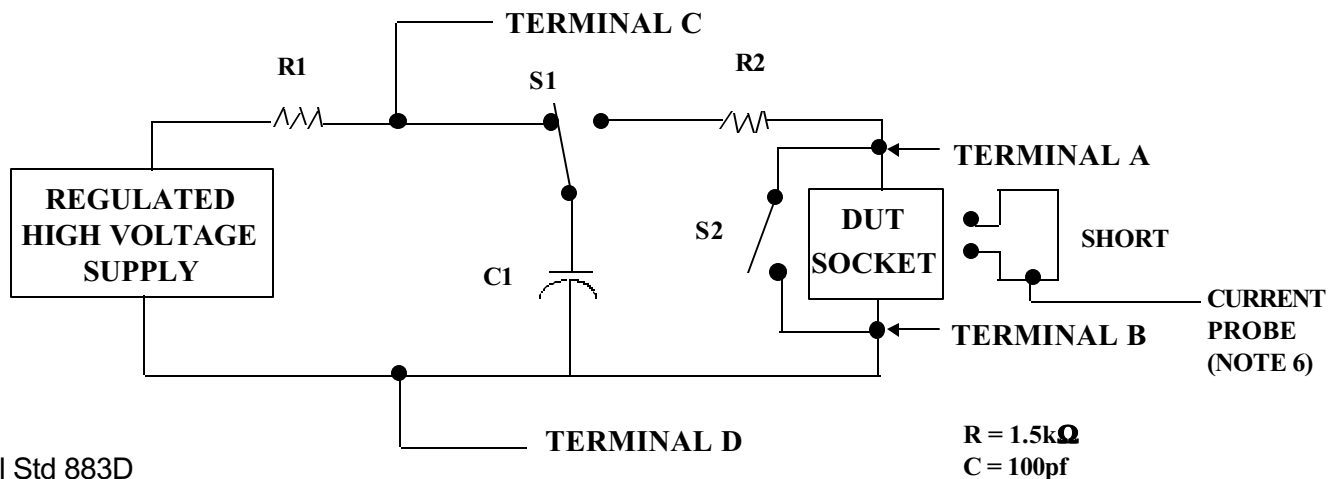 TERMINAL C
R1
S1
R2
TERMINAL A
REGULATED
HIGH VOLTAGE
SUPPLY
S2
DUT
SOCKET
SHORT
C1
CURRENT
PROBE
(NOTE 6)
TERMINAL B
TERMINAL D
R = 1.5kΩ
C = 100pf
l Std 883D